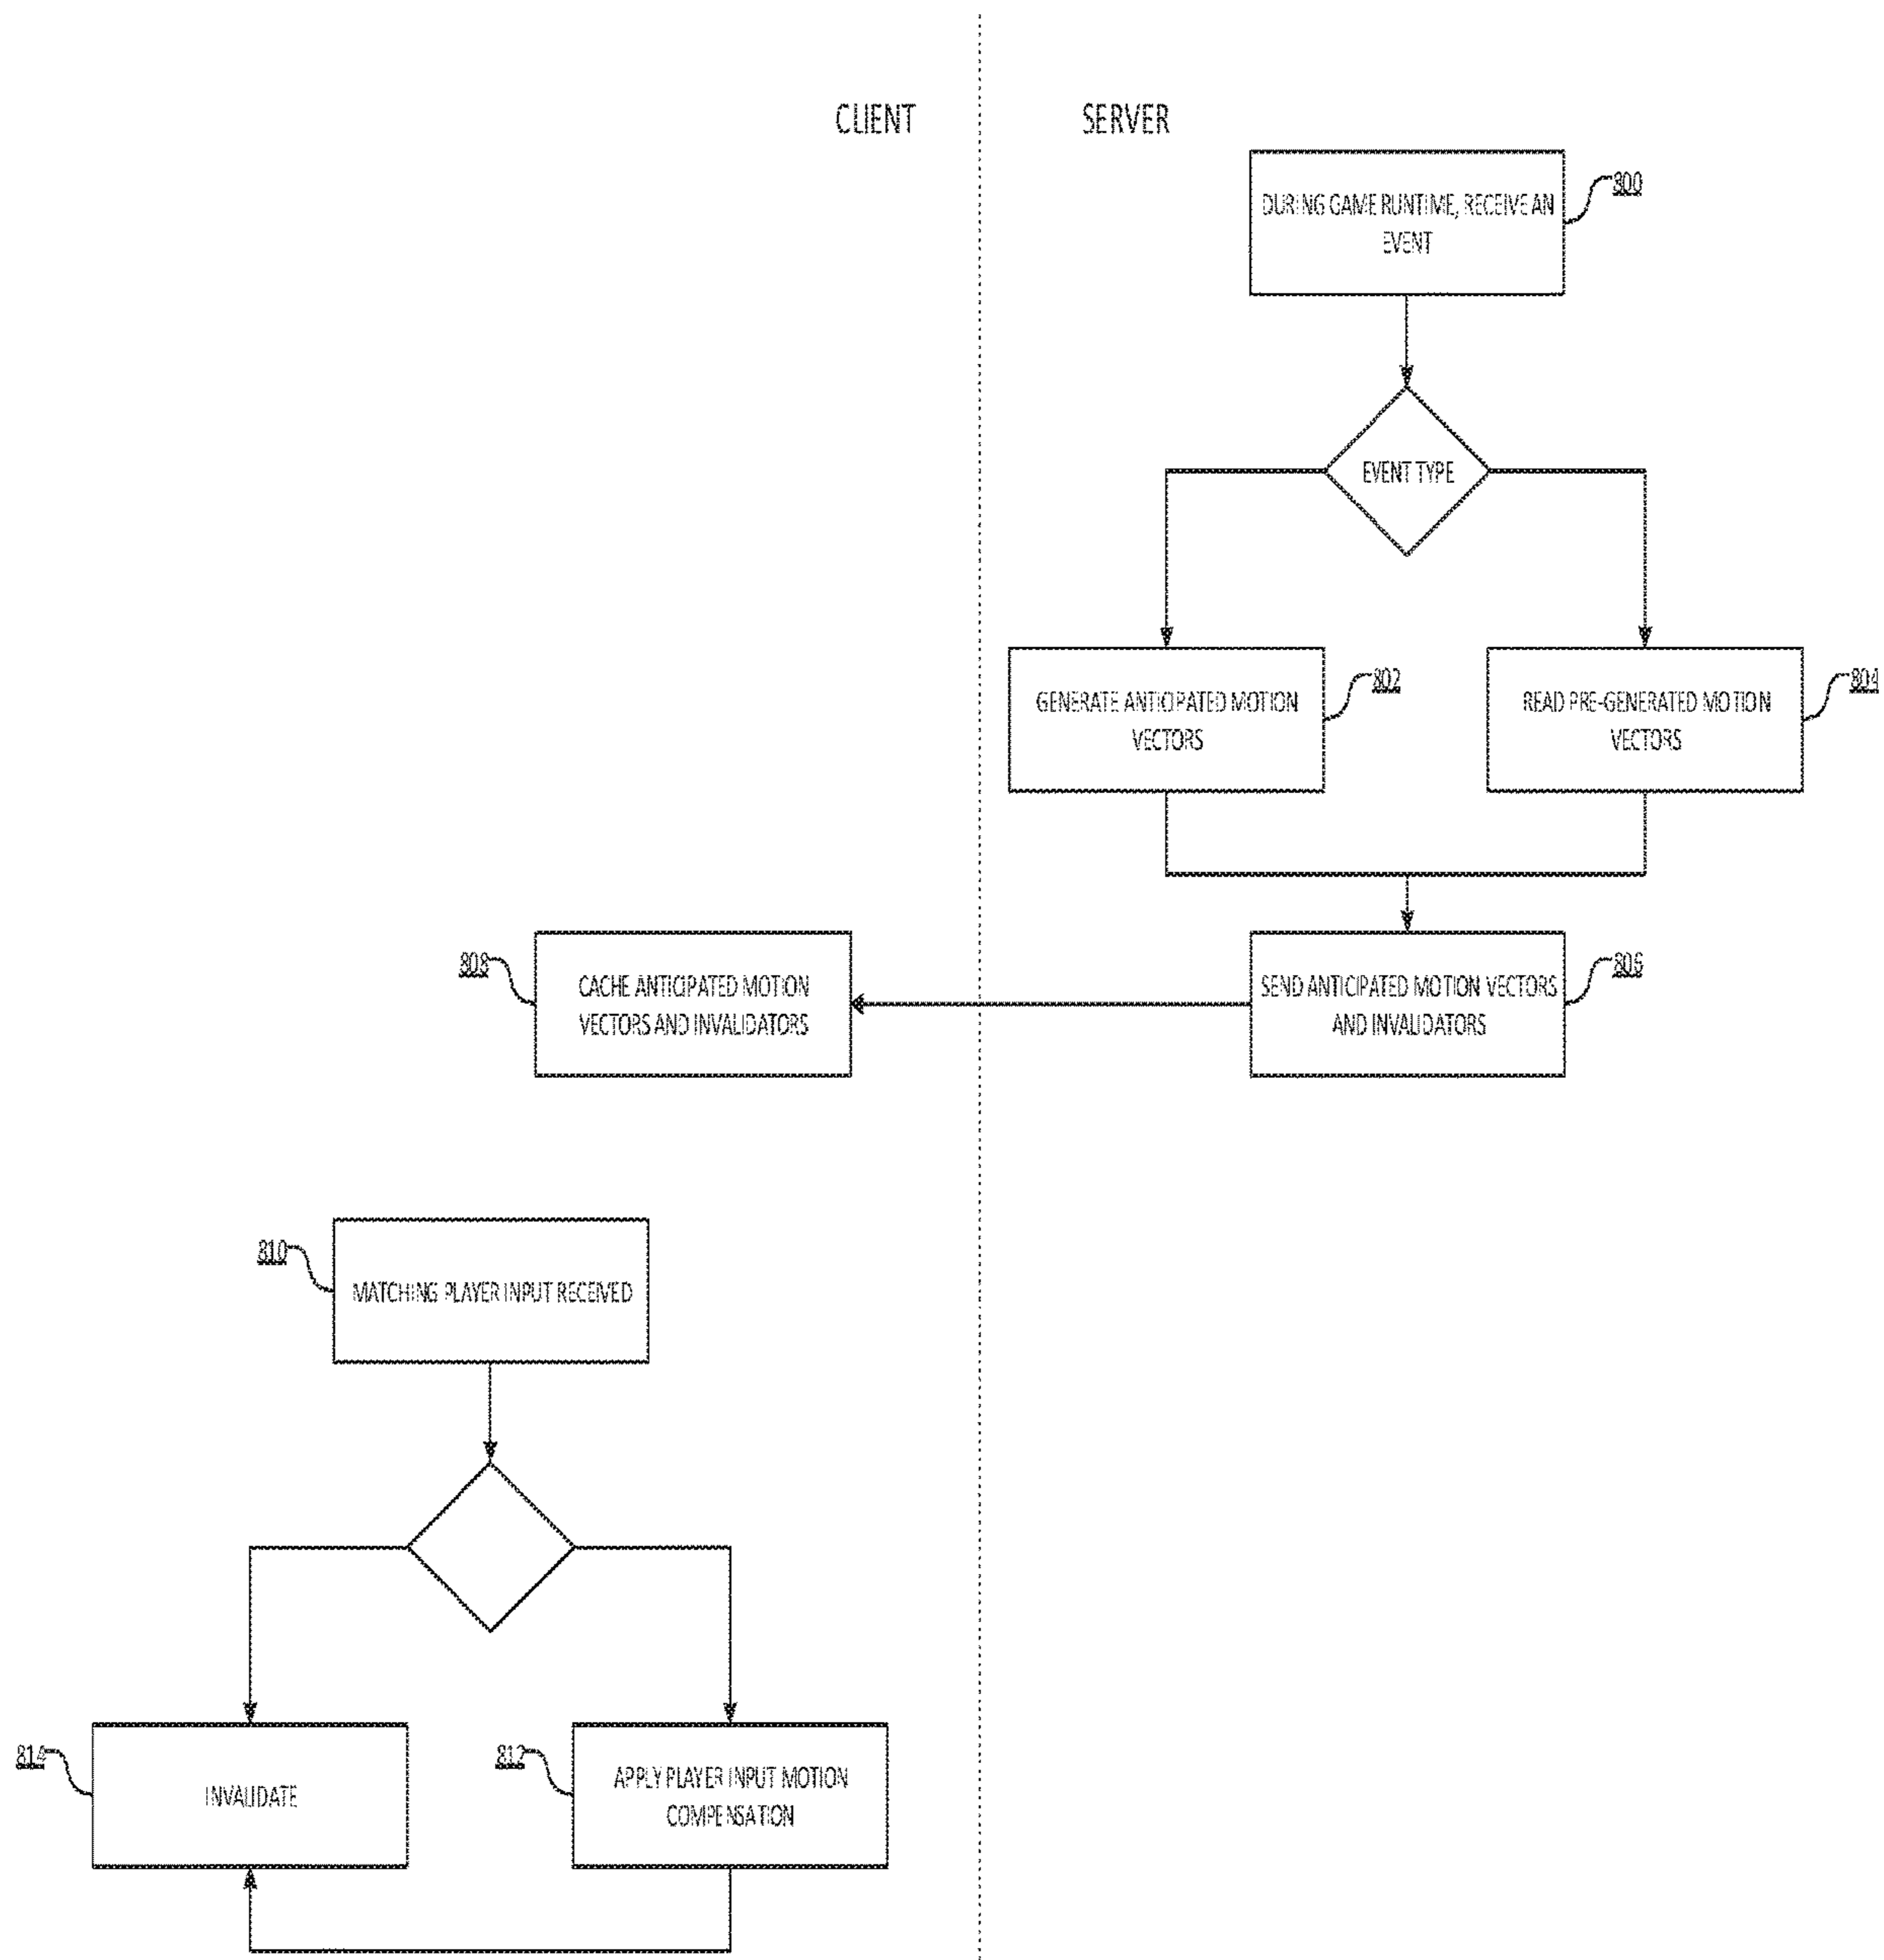 CLIENT
SERVER
DURING GAME RUNTIME, RECEIVE AN
EVENT
800
EVENT TYPE
GENERATE ANTICIPATED MOTION
VECTORS
802
READ PRE-GENERATED MOTION
VECTORS
804
808
CACHE ANTICIPATED MOTION
VECTORS AND INVALIDATORS
SEND ANTICIPATED MOTION VECTORS
AND INVALIDATORS
806
810
MATCHING PLAYER INPUT RECEIVED
814
INVALIDATE
812
APPLY PLAYER INPUT MOTION
COMPENSATION